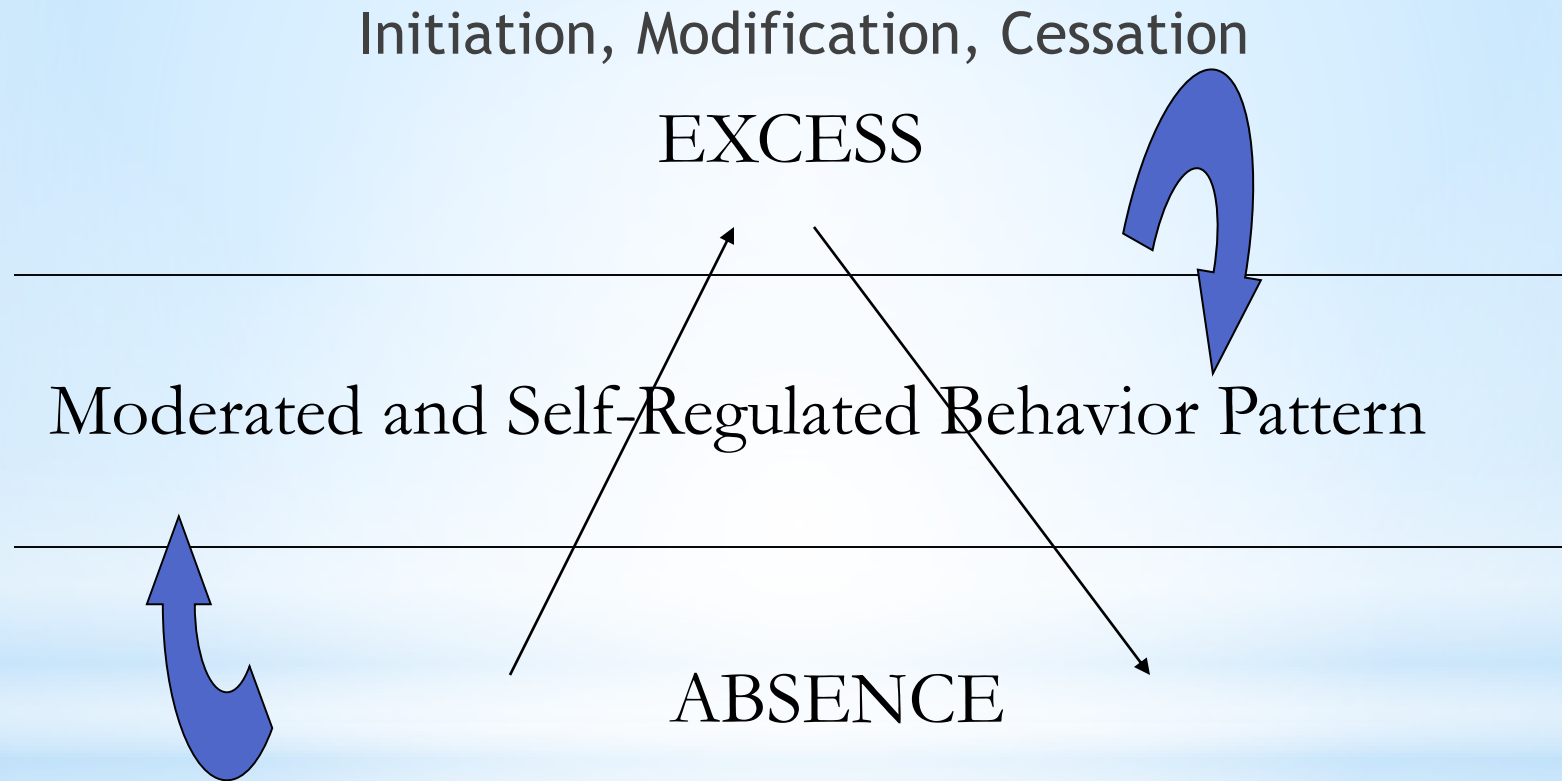 Initiation, Modification, Cessation
EXCESS
Moderated and Self-Regulated Behavior Pattern
ABSENCE